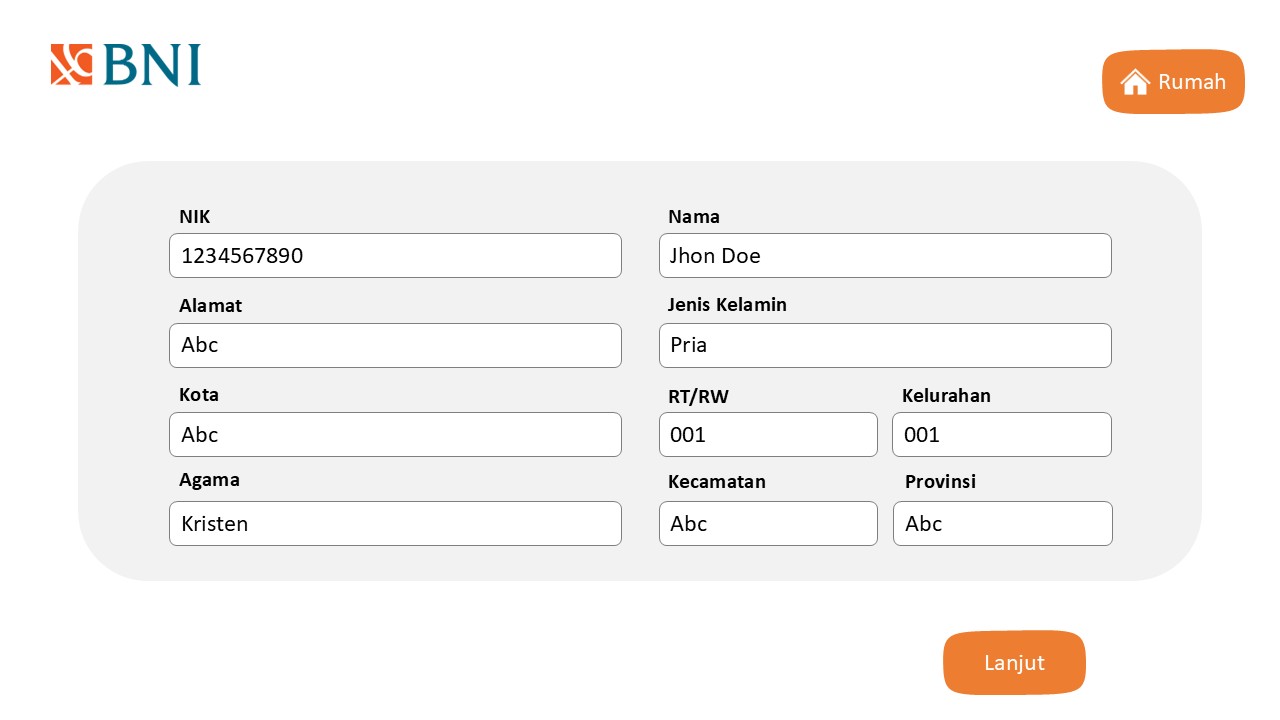 BNI
Rumah
NIK
Nama
1234567890
Jhon Doe
Alamat
Jenis Kelamin
Abc
Pria
Kota
RT/RW
Kelurahan
Abc
001
001
Agama
Kecamatan
Provinsi
Kristen
Abc
Abc
Lanjut